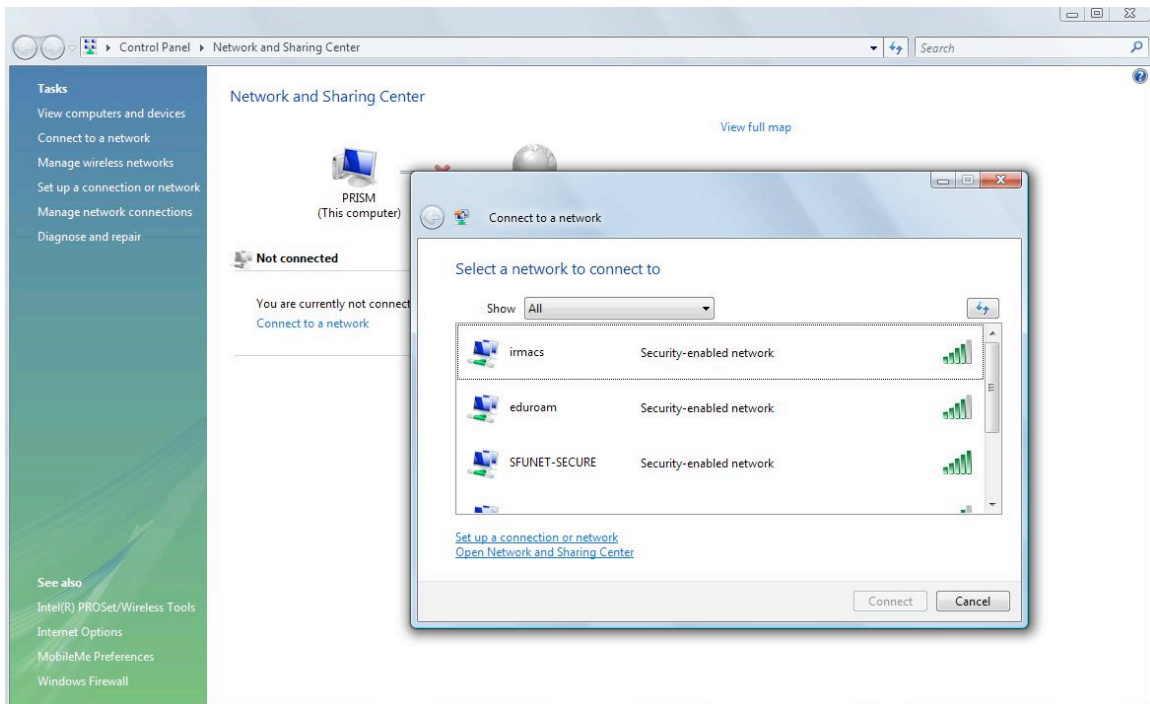 Control Panel
Network and Sharing Center
Search
Tasks
View computers and devices
Connect to a network
Manage wireless networks
Set up a connection or network
Manage network connections
Diagnose and repair
See also
Intel(R) PROSet/Wireless Tools
Internet Options
MobileMe Preferences
Windows Firewall
Network and Sharing Center
View full map
PRISM
(This computer)
Not connected
You are currently not connect
Connect to a network
Connect to a network
Select a network to connect to
Show All
irmacs Security-enabled network
eduroam Security-enabled network
SFUNET-SECURE Security-enabled network
Set up a connection or network
Open Network and Sharing Center
Connect Cancel